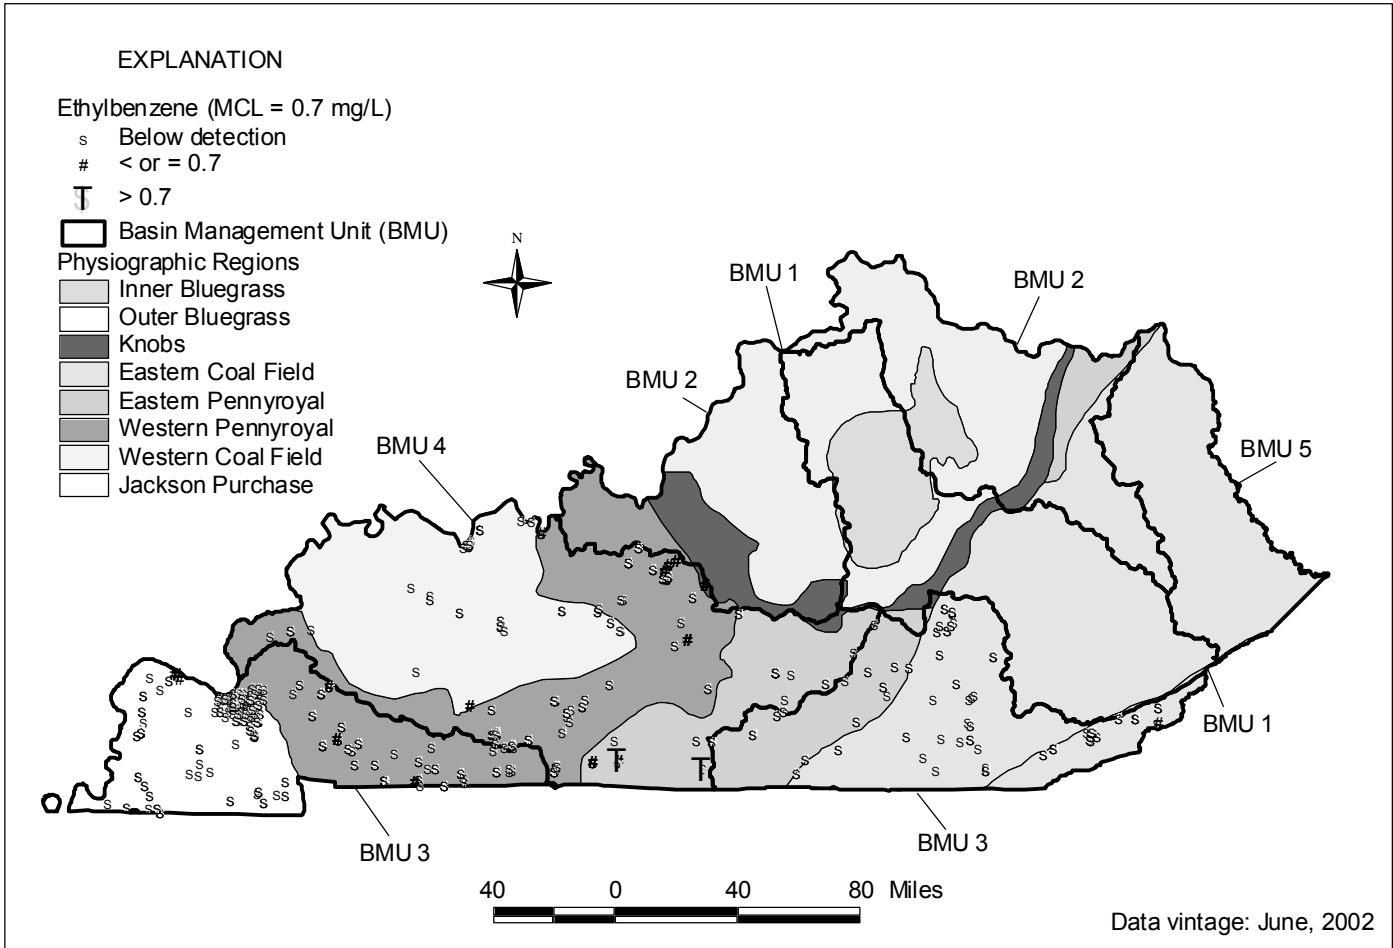 EXPLANATION
Ethylbenzene (MCL = 0.7 mg/L)
s Below detection
# < or = 0.7
T > 0.7
Basin Management Unit (BMU)
Physiographic Regions
Inner Bluegrass
Outer Bluegrass
Knobs
Eastern Coal Field
Eastern Pennyroyal
Western Pennyroyal
Western Coal Field
Jackson Purchase
N
BMU 1
BMU 2
BMU 2
BMU 4
BMU 5
BMU 1
BMU 3
BMU 3
40 0 40 80 Miles
Data vintage: June, 2002